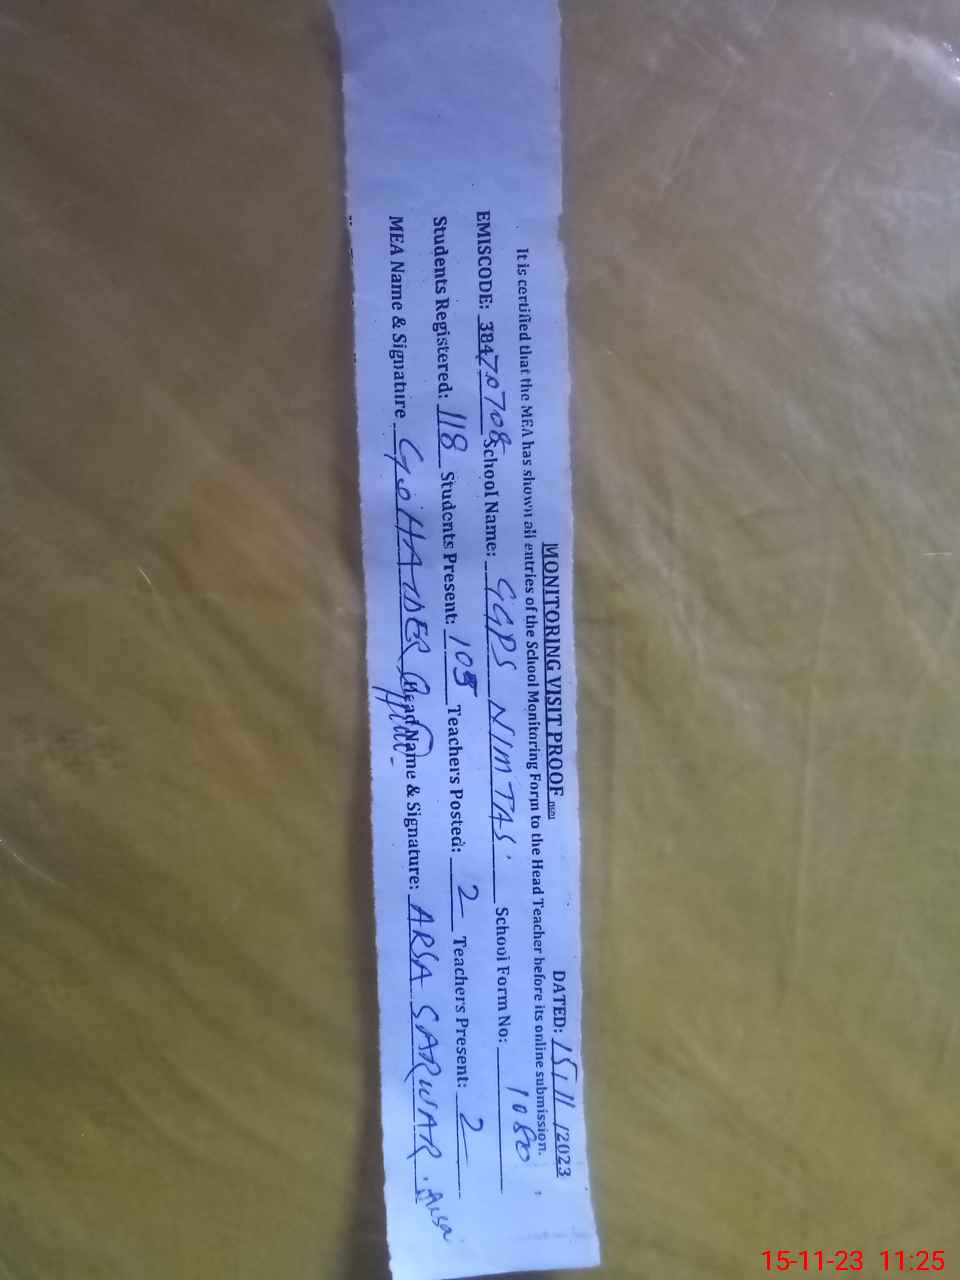 MONITORING VISIT PROOF
DATED: 15/11/2023
It is certified that the MEA has shown all entries of the School Monitoring Form to the Head Teacher before its online submission.
EMISCODE: 38470708 School Name: GGPS NIMTAS School Form No: 1080
Students Registered: 118 Students Present: 105 Teachers Posted: 2 Teachers Present: 2
MEA Name & Signature G HAIDER Head Name & Signature: ARSA SARWAR. Arsa
15-11-23 11:25